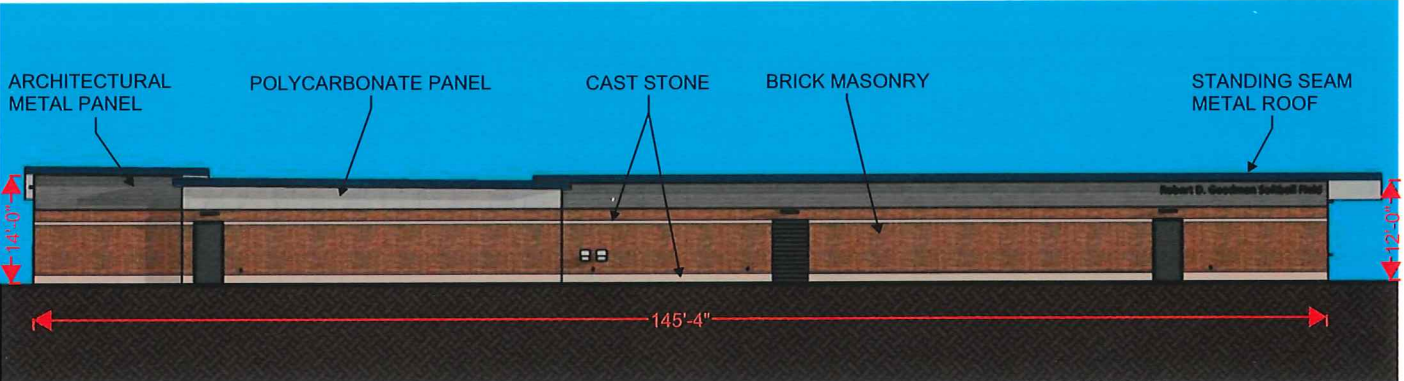 ARCHITECTURAL
METAL PANEL
POLYCARBONATE PANEL
CAST STONE
BRICK MASONRY
STANDING SEAM
METAL ROOF
Robert D. Goodman Softball Field
14'-0"
12'-0"
145'-4"